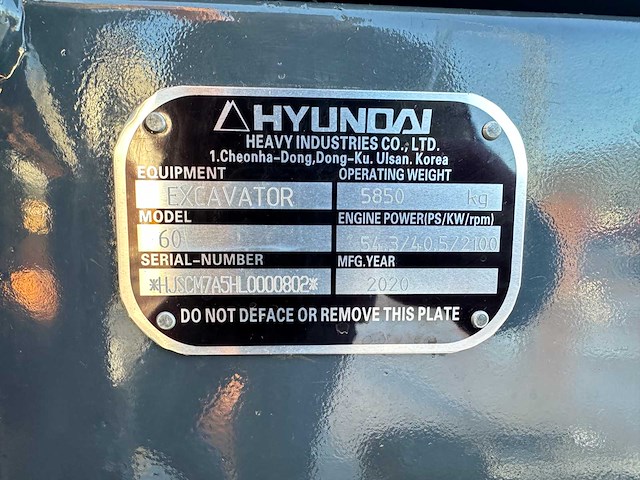 HYUNDAI
HEAVY INDUSTRIES CO., LTD.
1.Cheonha-Dong,Dong-Ku. Ulsan. Korea
EQUIPMENT
EXCAVATOR
OPERATING WEIGHT
5850 kg
MODEL
60
ENGINE POWER(PS/KW/rpm)
54.3/40.5/2100
SERIAL-NUMBER
*HJSCM7A5HL0000802*
MFG.YEAR
2020
DO NOT DEFACE OR REMOVE THIS PLATE